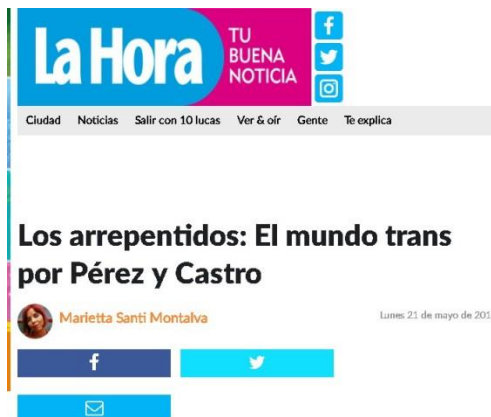 La Hora
TU
BUENA
NOTICIA
Ciudad Noticias Salir con 10 lucas Ver & oír Gente Te explica
Los arrepentidos: El mundo trans
por Pérez y Castro
Marietta Santi Montalva
Lunes 21 de mayo de 201